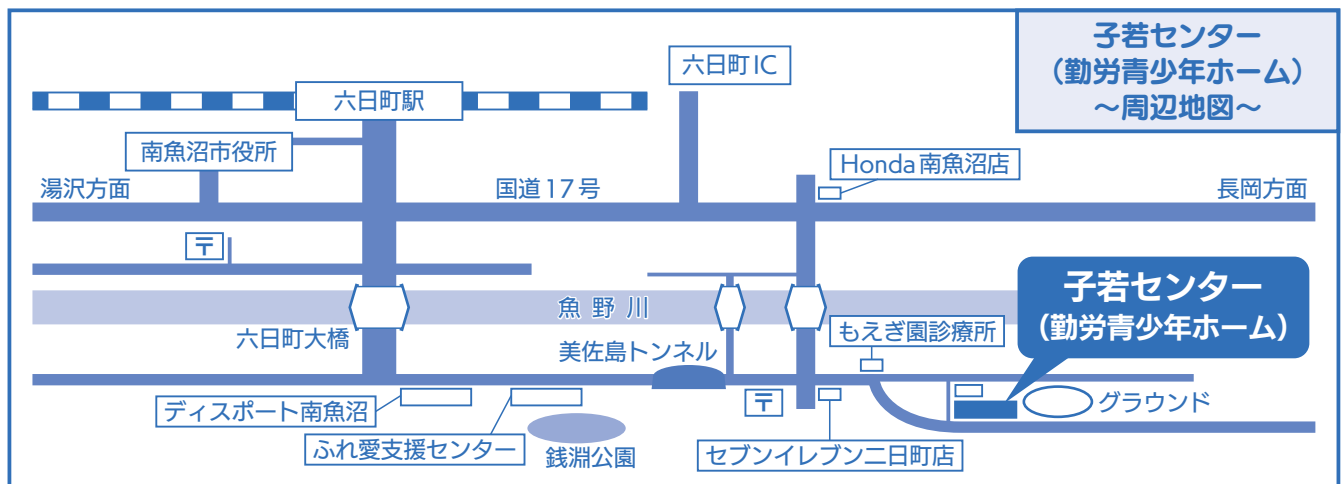 子若センター
（勤労青少年ホーム）
～周辺地図～
六日町IC
六日町駅
南魚沼市役所
Honda南魚沼店
湯沢方面
国道17号
長岡方面
〒
子若センター
（勤労青少年ホーム）
魚野川
六日町大橋
もえぎ園診療所
美佐島トンネル
ディスポート南魚沼
〒
グラウンド
ふれ愛支援センター
銭淵公園
セブンイレブン二日町店